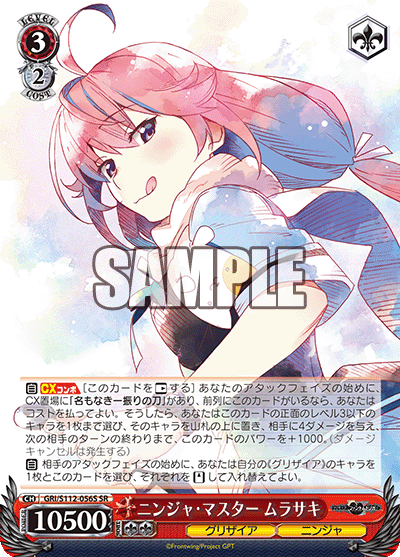 LEVEL
3
2
COST
SAMPLE
自 CXコンボ [このカードを する] あなたのアタックフェイズの始めに、
CX置場に「名もなき一振りの刀」があり、前列にこのカードがいるなら、あなたは
コストを払ってよい。そうしたら、あなたはこのカードの正面のレベル3以下の
キャラを1枚まで選び、そのキャラを山札の上に置き、相手に4ダメージを与え、
次の相手のターンの終わりまで、このカードのパワーを+1000。(ダメージ
キャンセルは発生する)
自 相手のアタックフェイズの始めに、あなたは自分の《グリザイア》のキャラを1
枚とこのカードを選び、それぞれを して入れ替えてよい。
CH GRI/S112-056S SR
ニンジャ・マスター ムラサキ
POWER
10500
SOUL
グリザイア
ニンジャ
©Frontwing/Project GPT